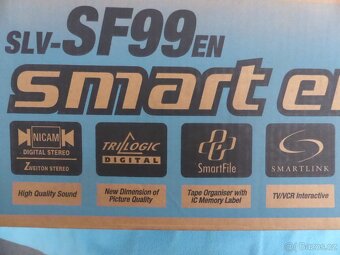 SLV-SF99EN
smart e
NICAM
DIGITAL STEREO
ZWEITON STEREO
High Quality Sound
TRILOGIC
DIGITAL
New Dimension of
Picture Quality
SmartFile
Tape Organiser with
IC Memory Label
SMARTLINK
TV/VCR Interactive